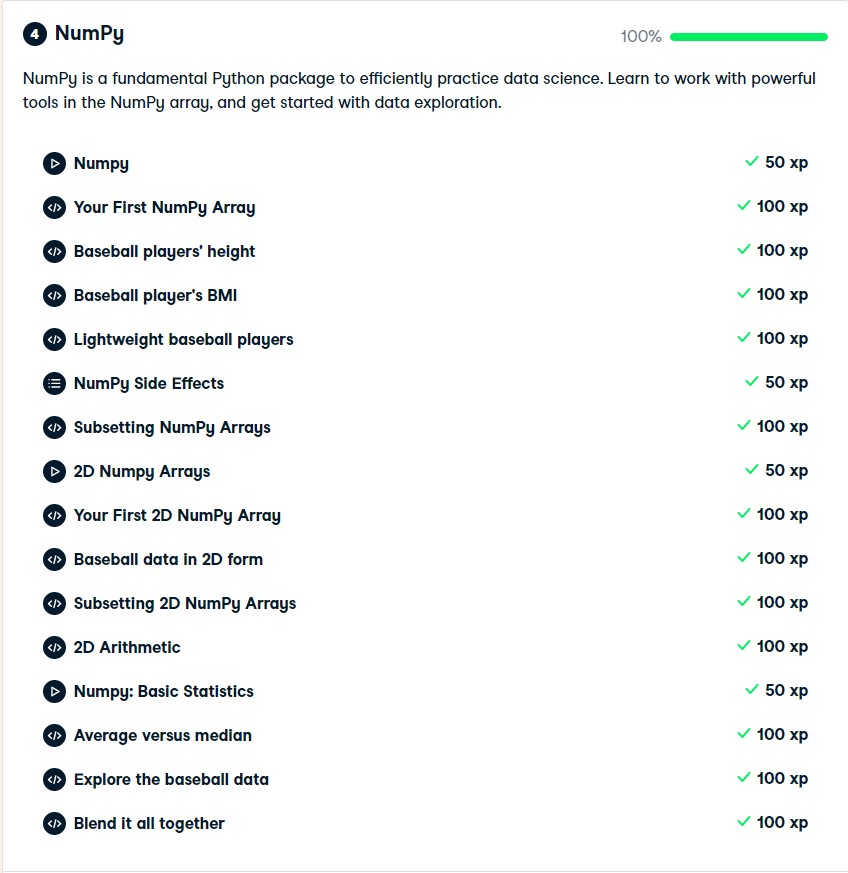 4 NumPy 100%
NumPy is a fundamental Python package to efficiently practice data science. Learn to work with powerful
tools in the NumPy array, and get started with data exploration.
Numpy 50 xp
Your First NumPy Array 100 xp
Baseball players' height 100 xp
Baseball player's BMI 100 xp
Lightweight baseball players 100 xp
NumPy Side Effects 50 xp
Subsetting NumPy Arrays 100 xp
2D Numpy Arrays 50 xp
Your First 2D NumPy Array 100 xp
Baseball data in 2D form 100 xp
Subsetting 2D NumPy Arrays 100 xp
2D Arithmetic 100 xp
Numpy: Basic Statistics 50 xp
Average versus median 100 xp
Explore the baseball data 100 xp
Blend it all together 100 xp